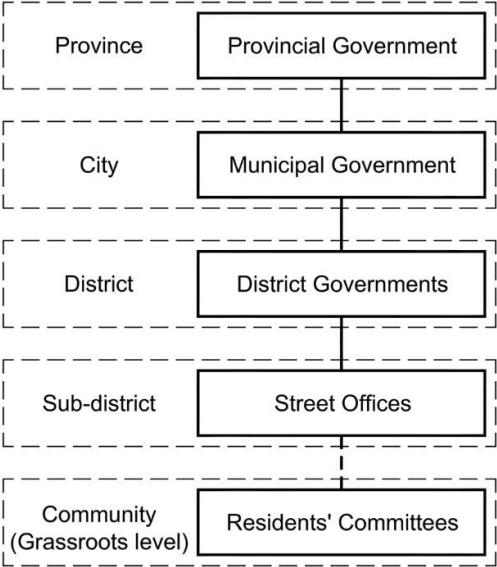 Province
Provincial Government
City
Municipal Government
District
District Governments
Sub-district
Street Offices
Community
(Grassroots level)
Residents' Committees